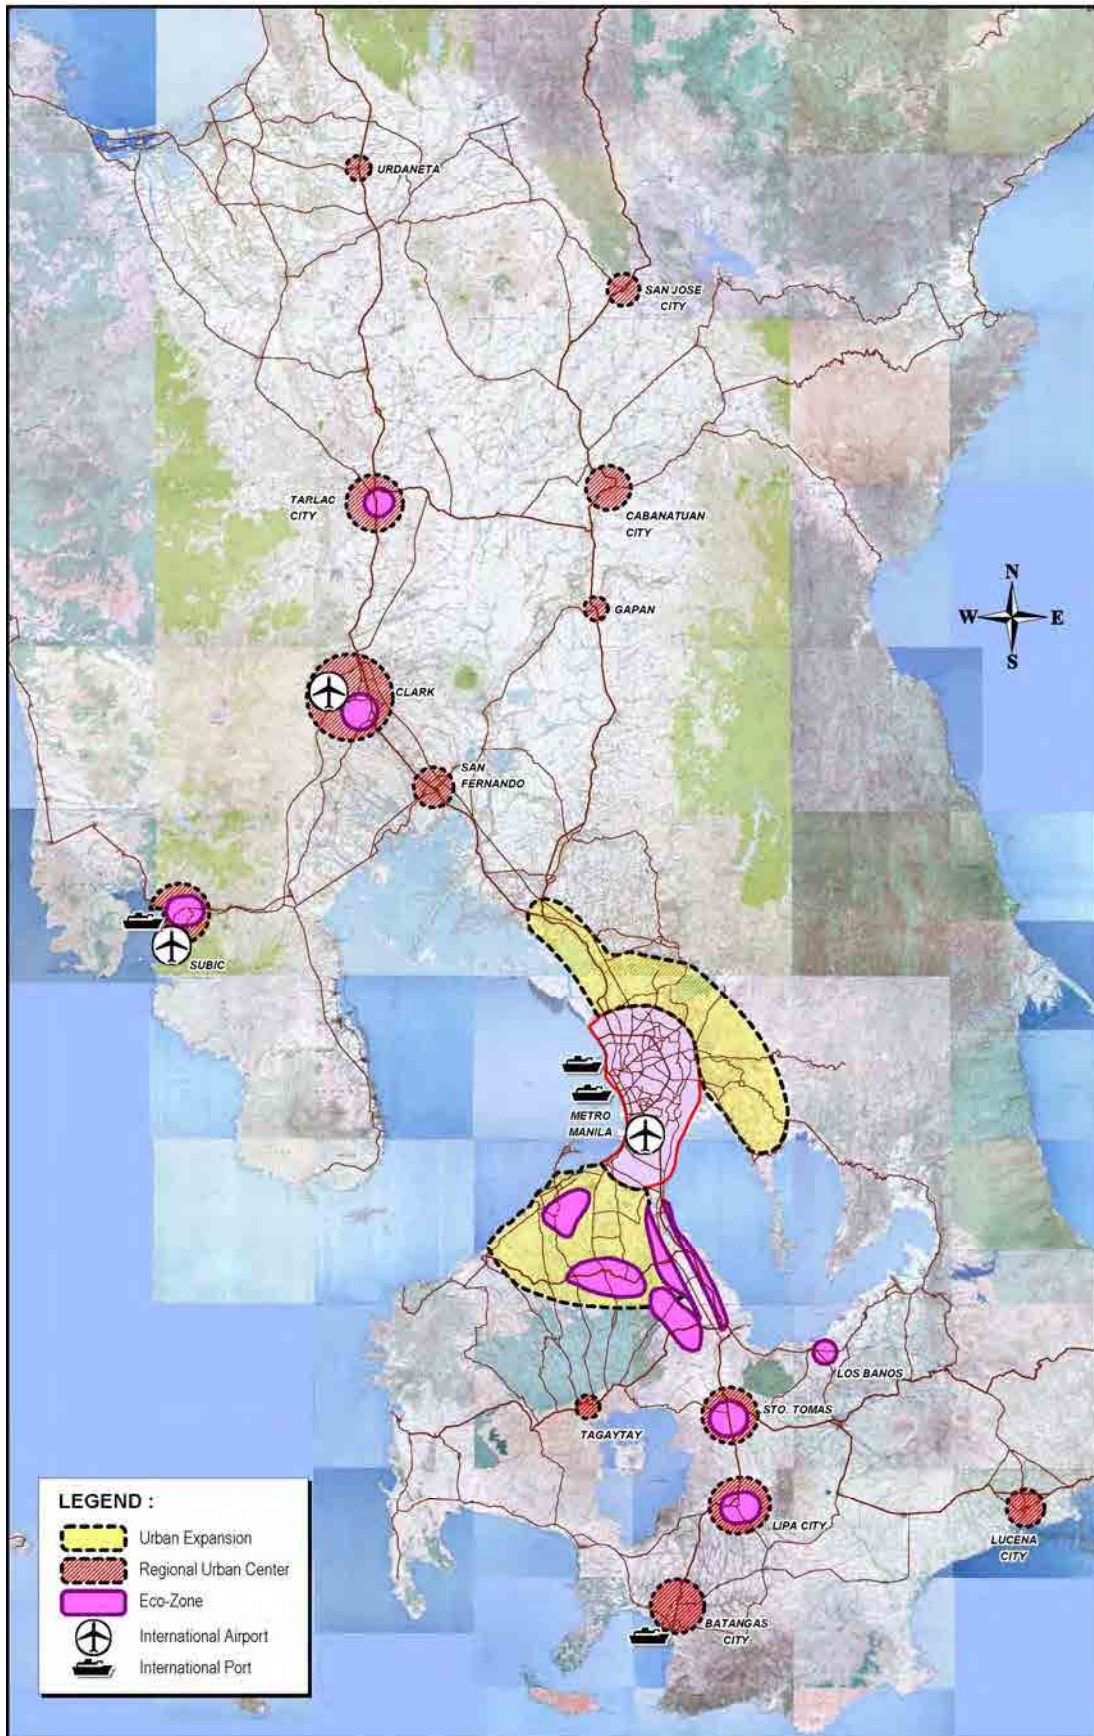 URDANETA
SAN JOSE
CITY
TARLAC
CITY
CABANATUAN
CITY
N
W
E
S
GAPAN
CLARK
SAN
FERNANDO
SUBIC
METRO
MANILA
LOS BANOS
STO. TOMAS
TAGAYTAY
LIPA CITY
LUCENA
CITY
BATANGAS
CITY
LEGEND :
Urban Expansion
Regional Urban Center
Eco-Zone
International Airport
International Port